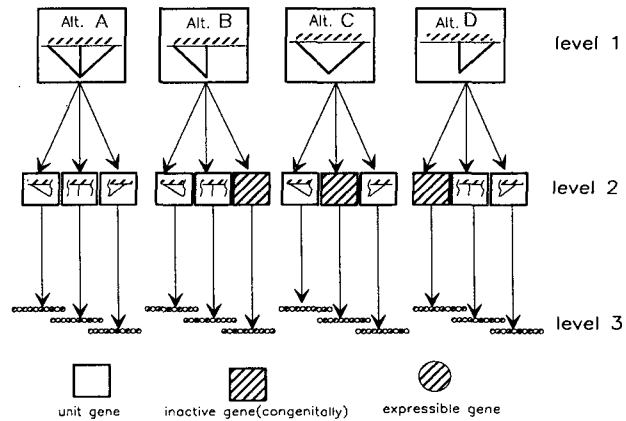 Alt. A
Alt. B
Alt. C
Alt. D
level 1
level 2
level 3
unit gene
inactive gene(congenitally)
expressible gene